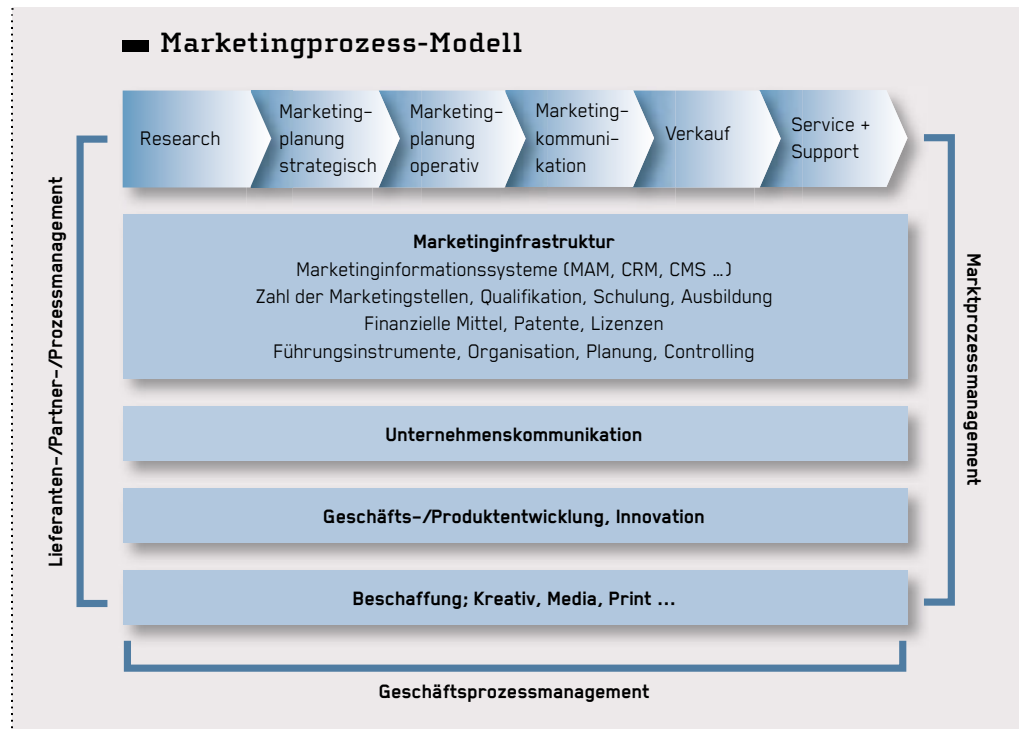 Marketingprozess-Modell
Research
Marketing-
planung
strategisch
Marketing-
planung
operativ
Marketing-
kommuni-
kation
Verkauf
Service +
Support
Lieferanten-/Partner-/Prozessmanagement
Marketinginfrastruktur
Marketinginformationssysteme (MAM, CRM, CMS …)
Zahl der Marketingstellen, Qualifikation, Schulung, Ausbildung
Finanzielle Mittel, Patente, Lizenzen
Führungsinstrumente, Organisation, Planung, Controlling
Marktprozessmanagement
Unternehmenskommunikation
Geschäfts-/Produktentwicklung, Innovation
Beschaffung; Kreativ, Media, Print …
Geschäftsprozessmanagement